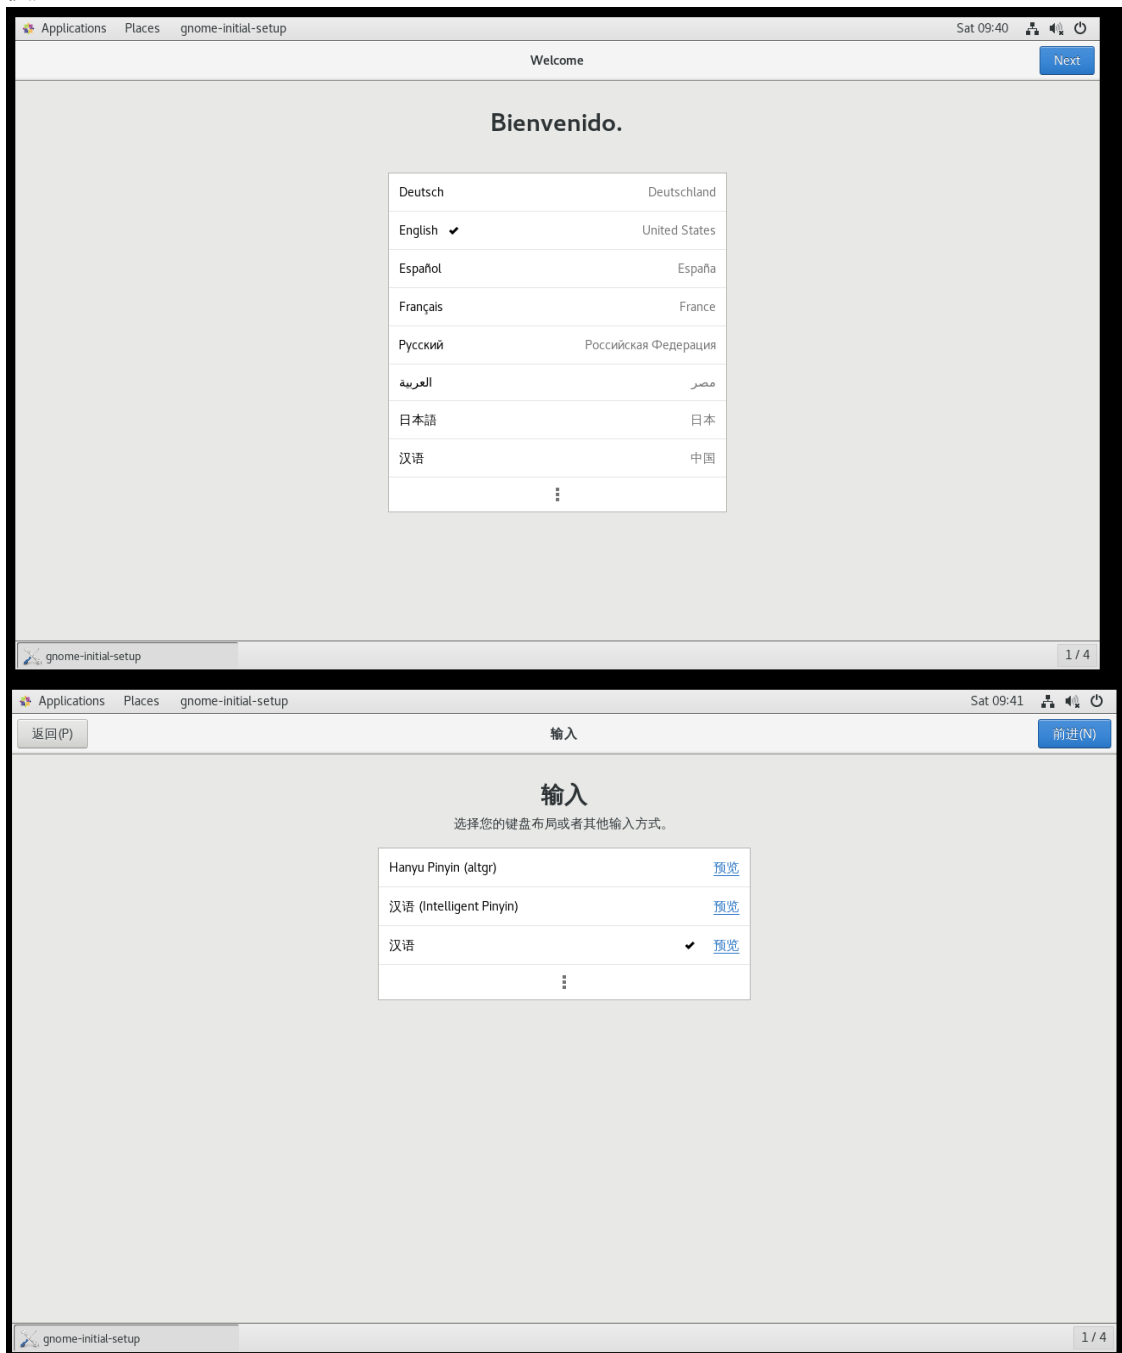 Applications Places gnome-initial-setup Sat 09:40
Welcome Next
Bienvenido.
Deutsch Deutschland
English United States
Español España
Français France
Русский Российская Федерация
العربية مصر
日本語 日本
汉语 中国
gnome-initial-setup 1 / 4
Applications Places gnome-initial-setup Sat 09:41
返回(P) 输入 前进(N)
输入
选择您的键盘布局或者其他输入方式。
Hanyu Pinyin (altgr) 预览
汉语 (Intelligent Pinyin) 预览
汉语 预览
gnome-initial-setup 1 / 4